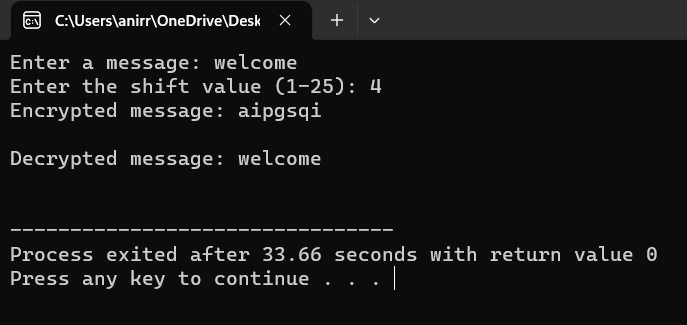 C:\Users\anirr\OneDrive\Desk
Enter a message: welcome
Enter the shift value (1-25): 4
Encrypted message: aipgsqi
Decrypted message: welcome
--------------------------------
Process exited after 33.66 seconds with return value 0
Press any key to continue . . .